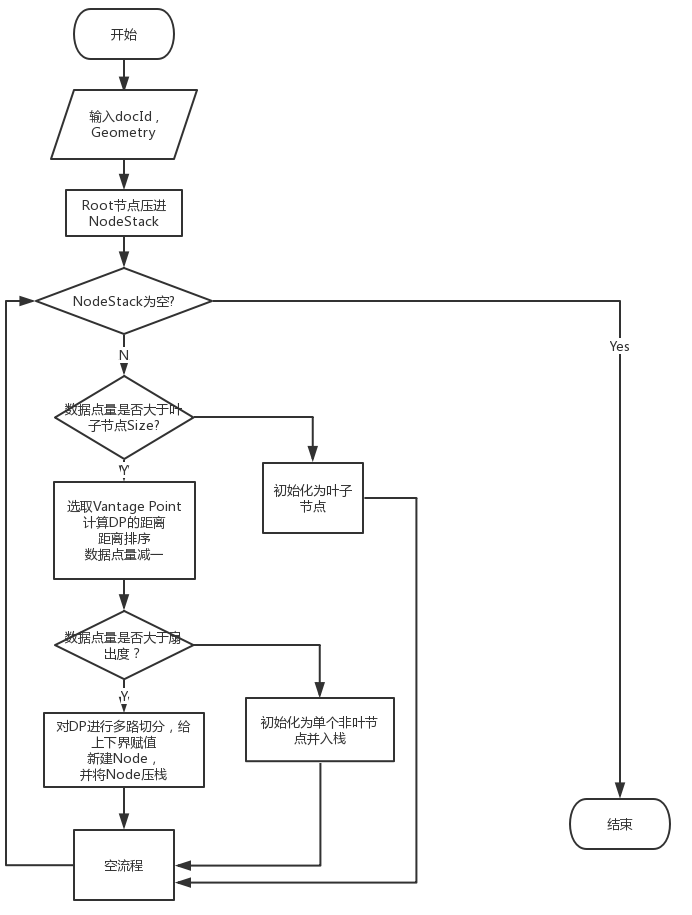 开始
输入docId，
Geometry
Root节点压进
NodeStack
NodeStack为空?
Yes
N
数据点量是否大于叶
子节点Size?
Y
初始化为叶子
节点
选取Vantage Point
计算DP的距离
距离排序
数据点量减一
数据点量是否大于扇
出度？
Y
初始化为单个非叶节
点并入栈
对DP进行多路切分，给
上下界赋值
新建Node，
并将Node压栈
空流程
结束